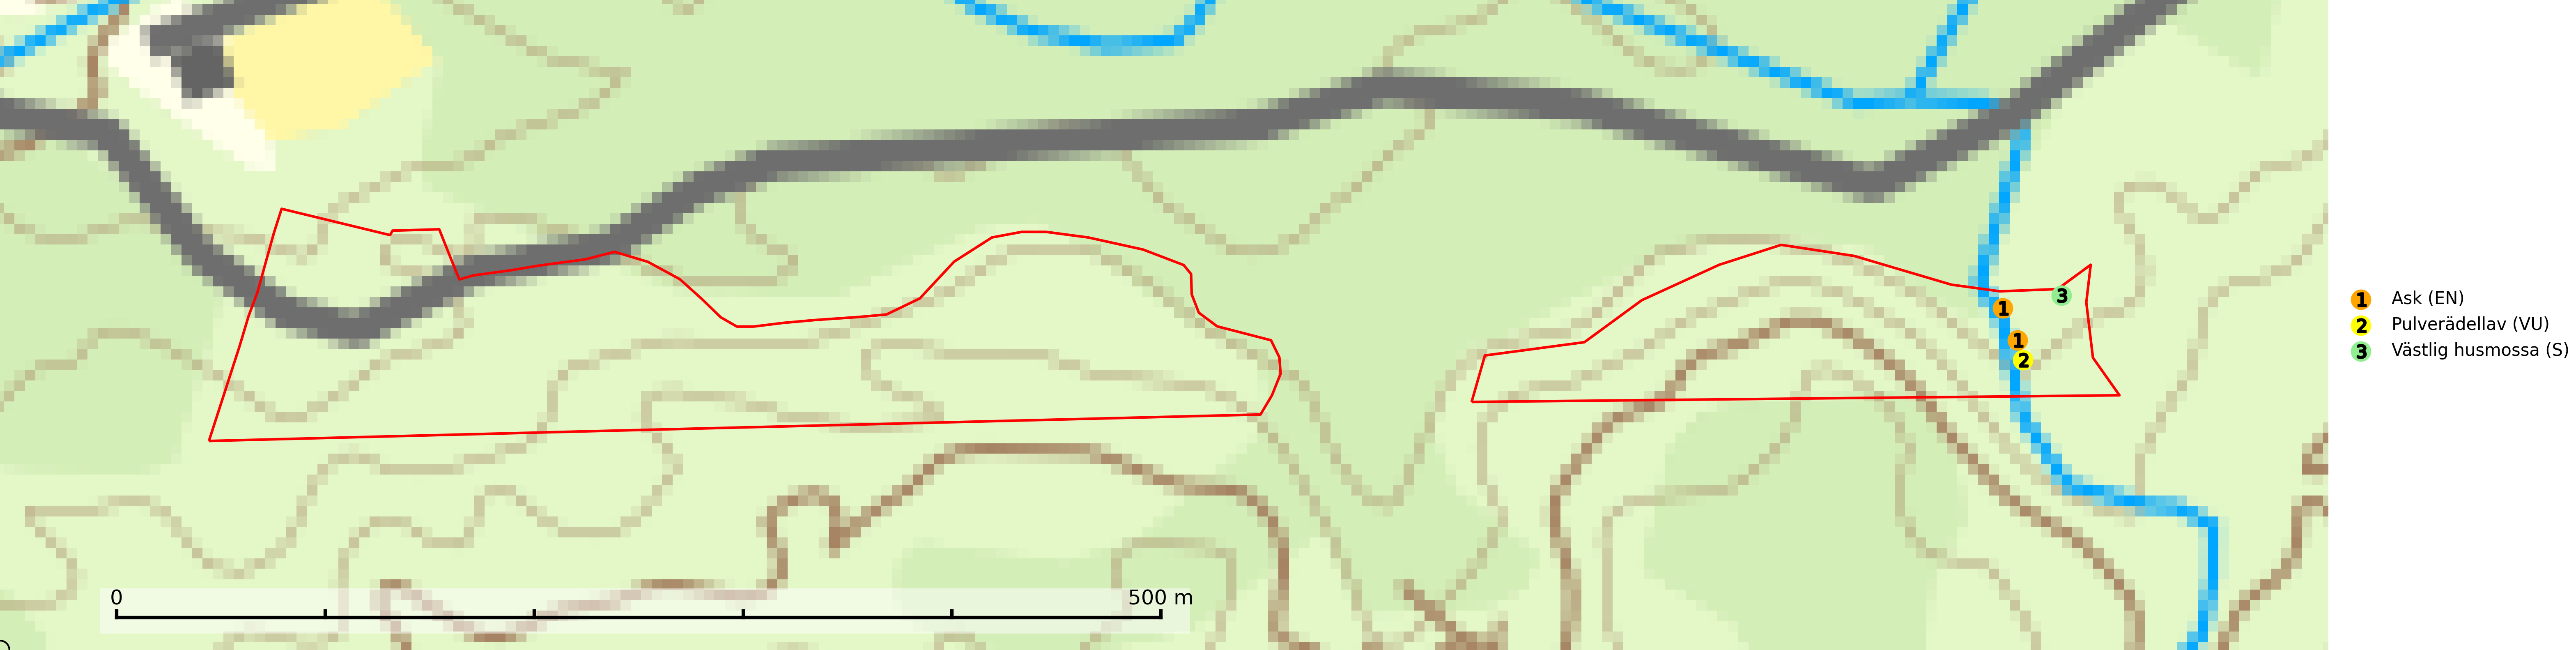 3
1
1
2
1 Ask (EN)
2 Pulverädellav (VU)
3 Västlig husmossa (S)
0 500 m